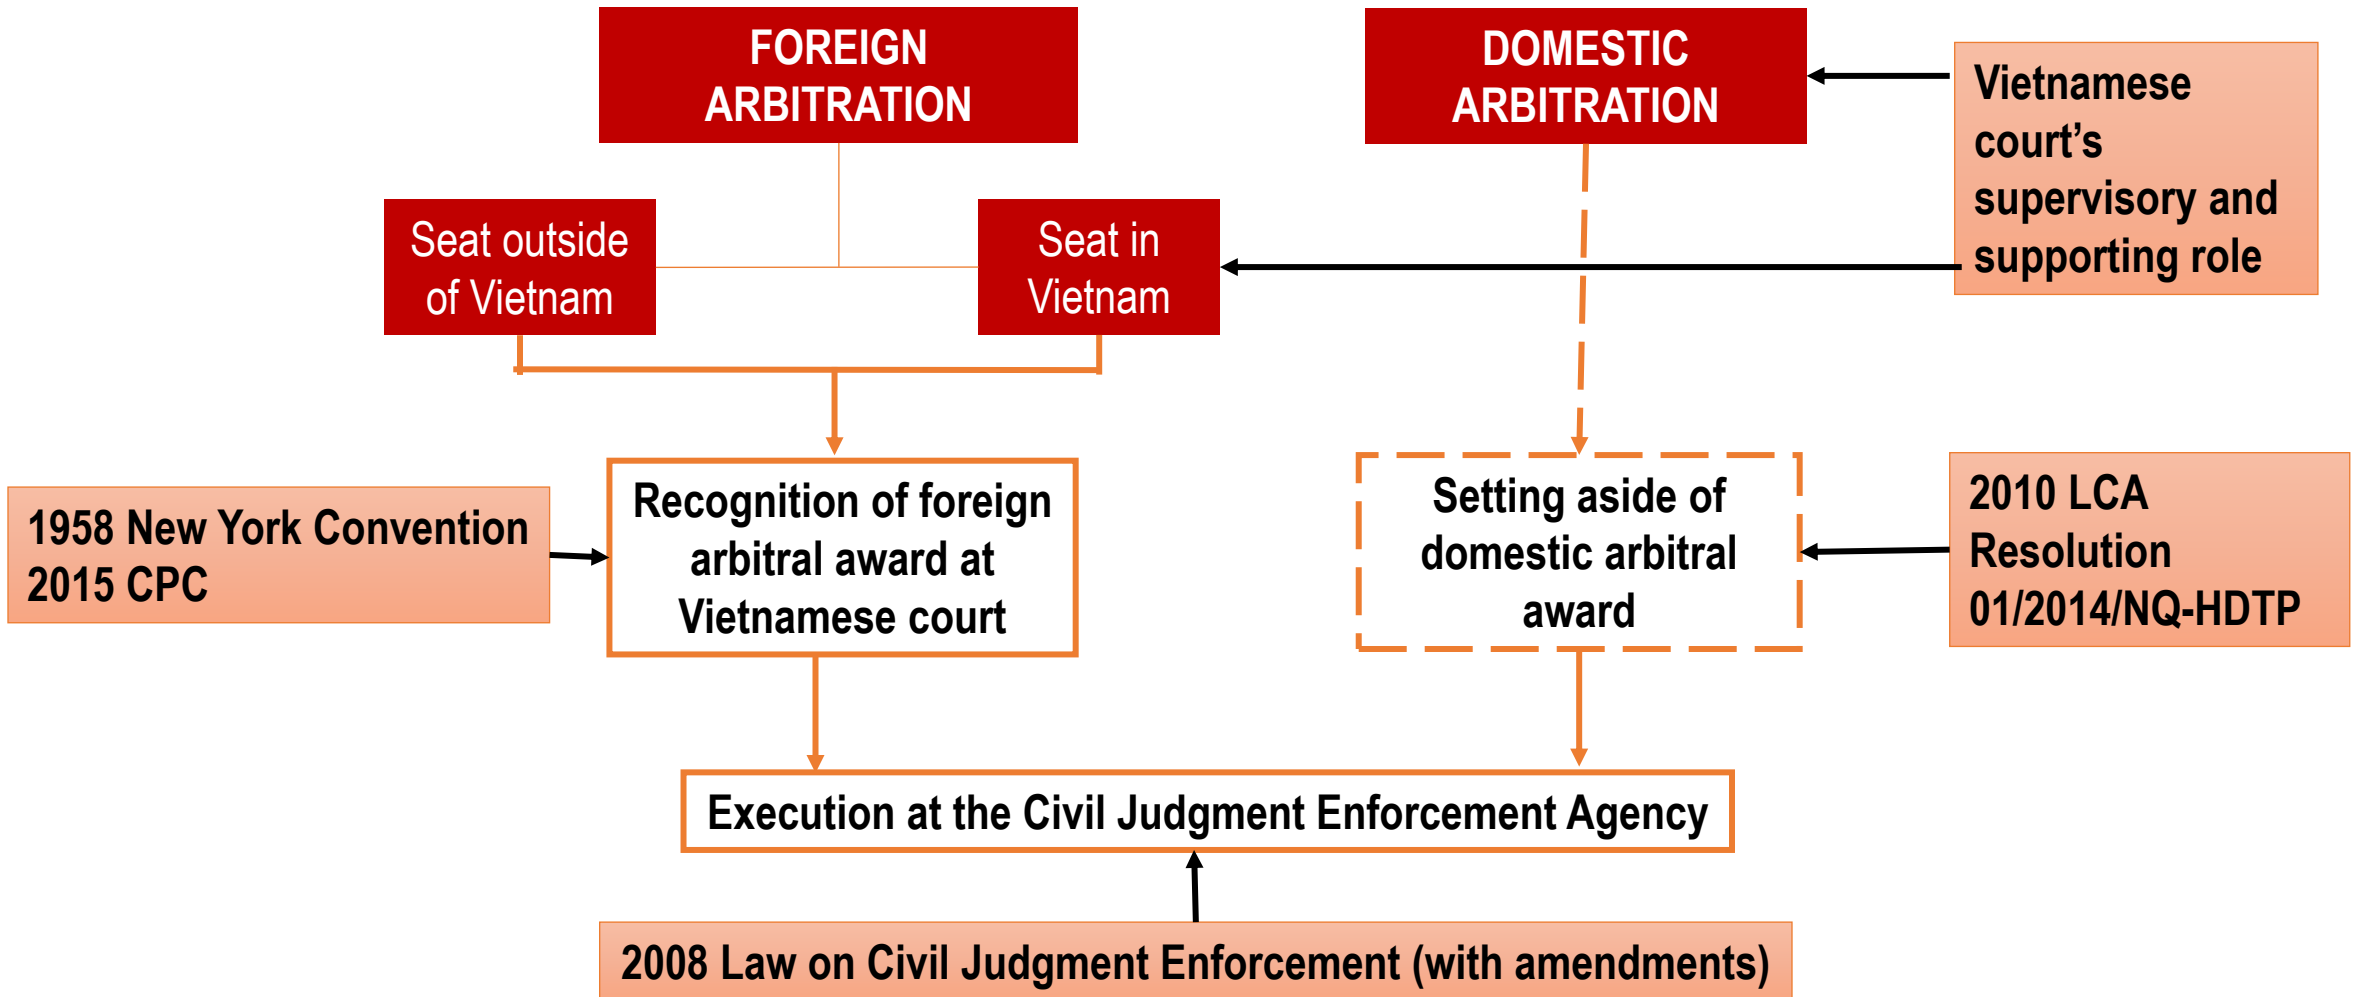 FOREIGN
ARBITRATION
DOMESTIC
ARBITRATION
Vietnamese
court’s
supervisory and
supporting role
Seat outside
of Vietnam
Seat in
Vietnam
1958 New York Convention
2015 CPC
Recognition of foreign
arbitral award at
Vietnamese court
Setting aside of
domestic arbitral
award
2010 LCA
Resolution
01/2014/NQ-HDTP
Execution at the Civil Judgment Enforcement Agency
2008 Law on Civil Judgment Enforcement (with amendments)